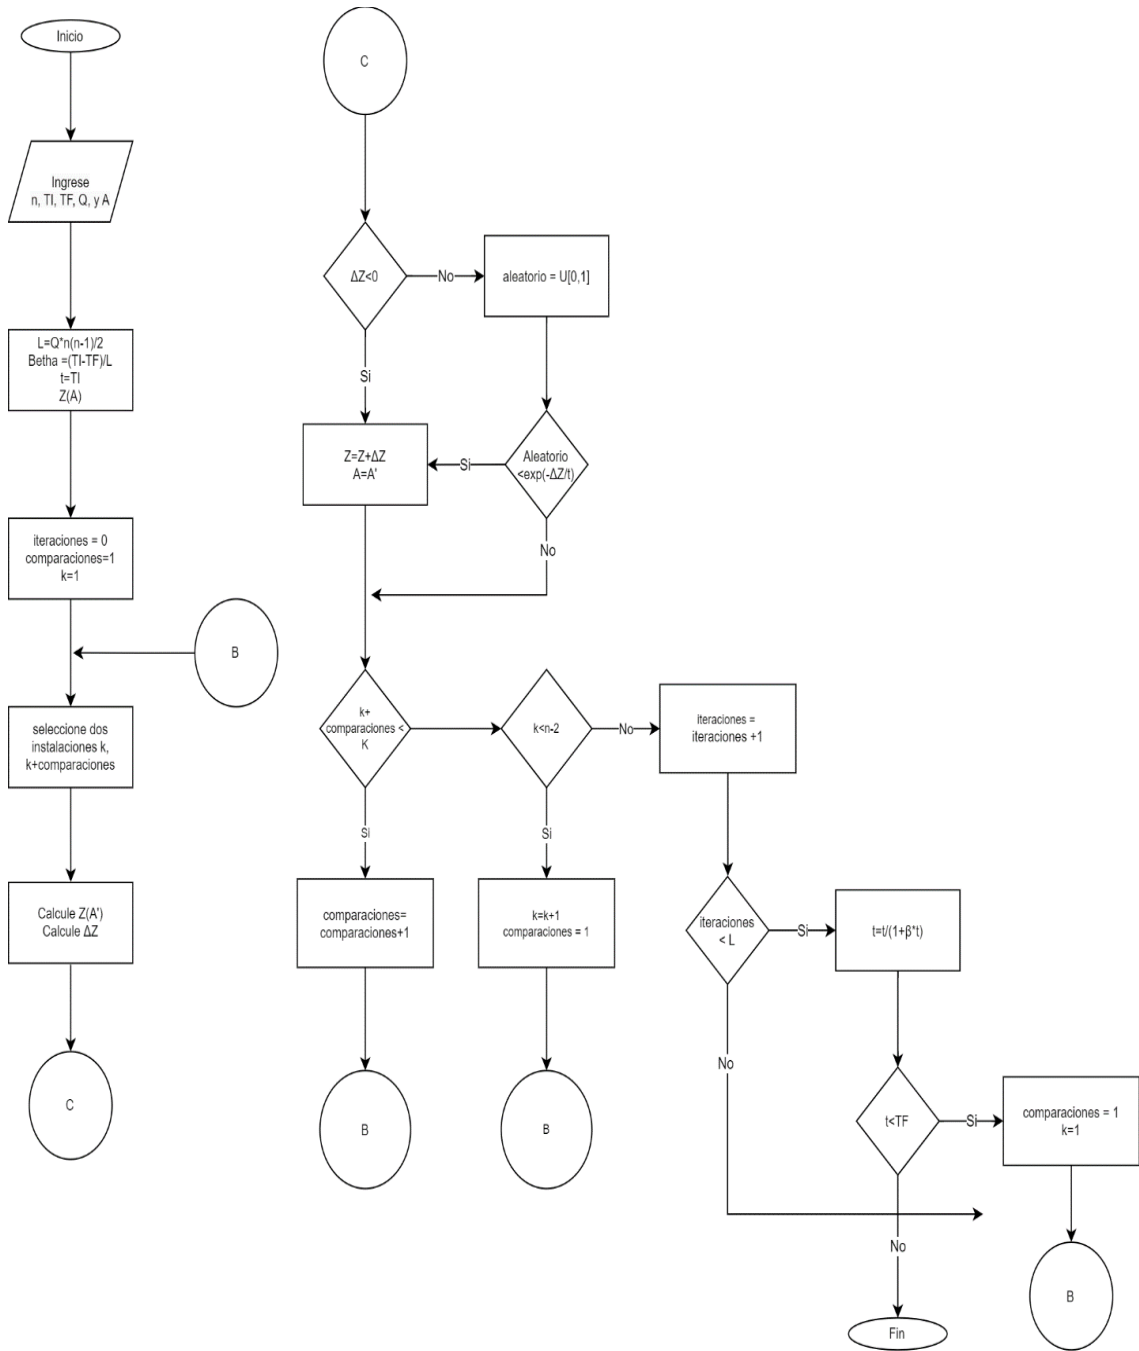 Inicio
Ingrese
n, TI, TF, Q, y A
L=Q*n(n-1)/2
Betha =(TI-TF)/L
t=TI
Z(A)
iteraciones = 0
comparaciones=1
k=1
B
seleccione dos
instalaciones k,
k+comparaciones
Calcule Z(A')
Calcule ΔZ
C
C
ΔZ<0
No
aleatorio = U[0,1]
Si
Z=Z+ΔZ
A=A'
Si
Aleatorio
<exp(-ΔZ/t)
No
k+
comparaciones <
K
k<n-2
No
iteraciones =
iteraciones +1
Si
Si
comparaciones=
comparaciones+1
k=k+1
comparaciones = 1
iteraciones
< L
Si
t=t/(1+β*t)
No
B
B
t<TF
Si
comparaciones = 1
k=1
No
B
Fin